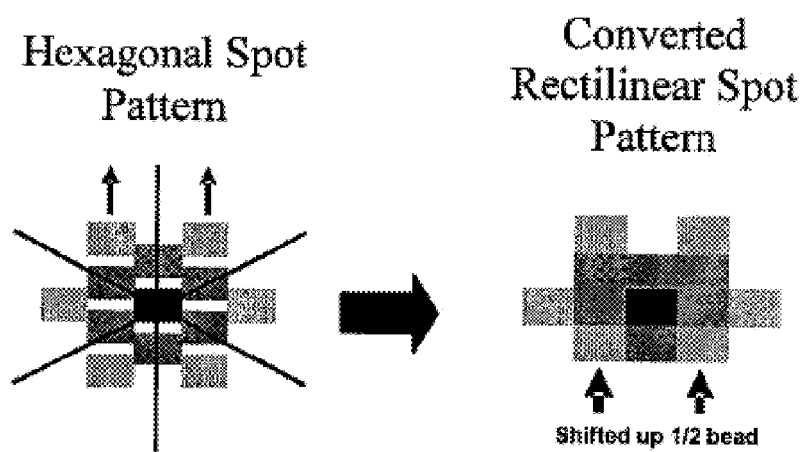 Hexagonal Spot
Pattern
Converted
Rectilinear Spot
Pattern
Shifted up 1/2 bead